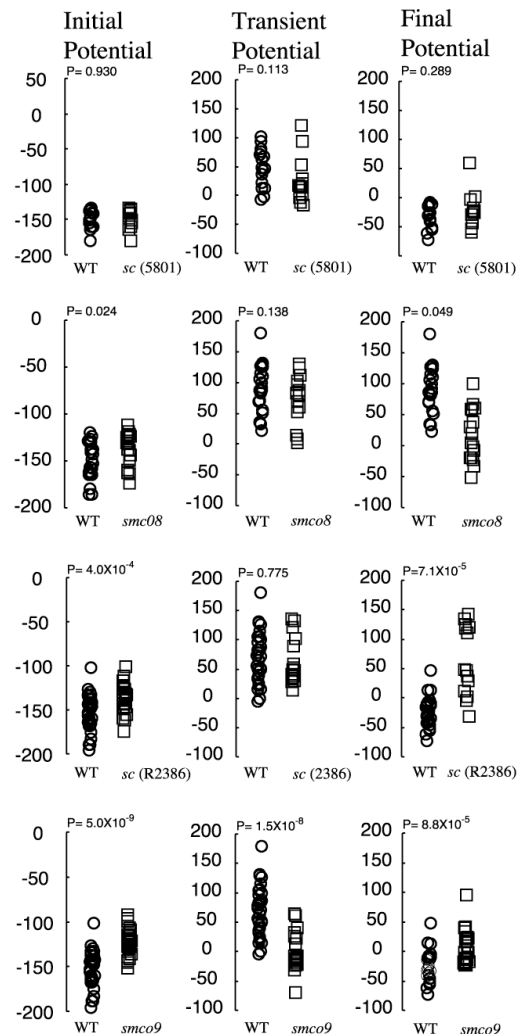 Initial Potential
Transient Potential
Final Potential
P= 0.930
50
0
-50
-100
-150
-200
WT sc (5801)
P= 0.113
200
150
100
50
0
-50
-100
WT sc (5801)
P= 0.289
200
150
100
50
0
-50
WT sc (5801)
P= 0.024
0
-50
-100
-150
-200
WT smc08
P= 0.138
200
150
100
50
0
-50
-100
WT smco8
P= 0.049
200
150
100
50
0
-50
-100
WT smco8
P= 4.0X10-4
0
-50
-100
-150
-200
WT sc (R2386)
P= 0.775
200
150
100
50
0
-50
-100
WT sc (2386)
P=7.1X10-5
200
150
100
50
0
-50
-100
WT sc (R2386)
P= 5.0X10-9
0
-50
-100
-150
-200
WT smco9
P= 1.5X10-8
200
150
100
50
0
-50
-100
WT smco9
P= 8.8X10-5
200
150
100
50
0
-50
-100
WT smco9